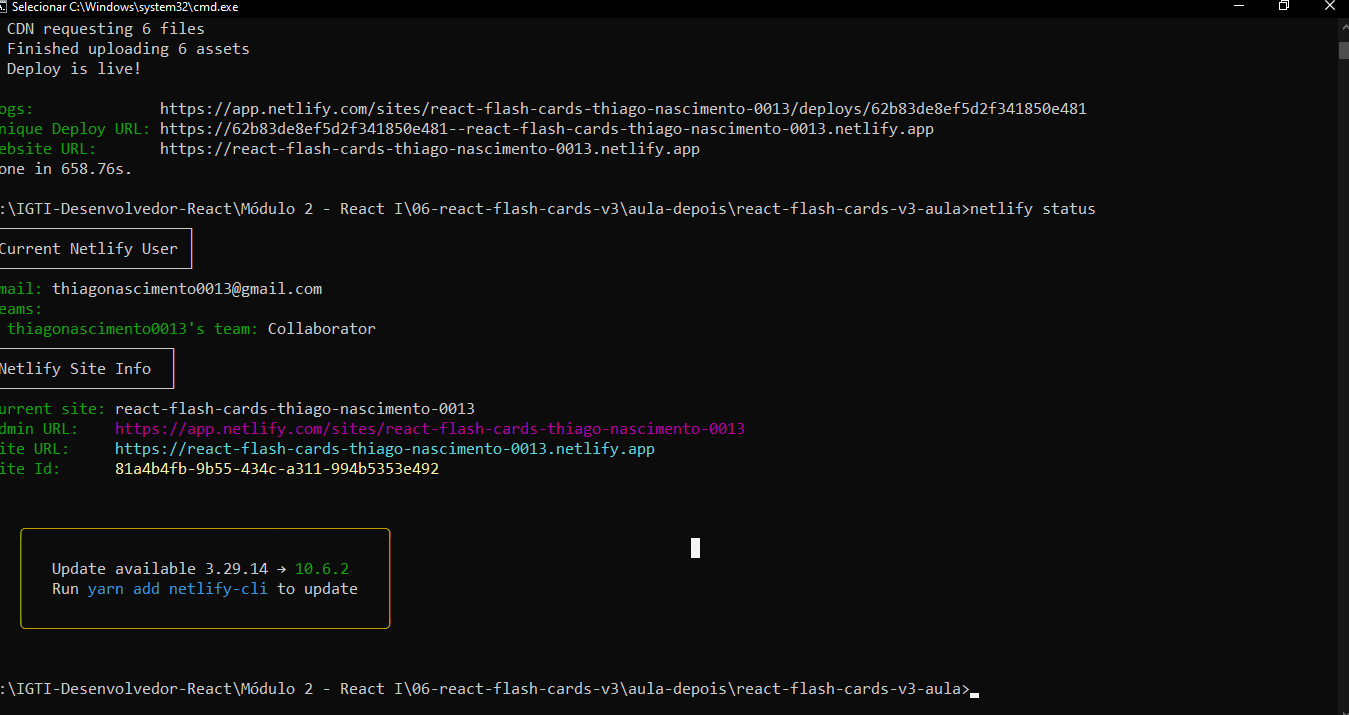 Selecionar C:\Windows\system32\cmd.exe
CDN requesting 6 files
Finished uploading 6 assets
Deploy is live!
ogs: https://app.netlify.com/sites/react-flash-cards-thiago-nascimento-0013/deploys/62b83de8ef5d2f341850e481
nique Deploy URL: https://62b83de8ef5d2f341850e481--react-flash-cards-thiago-nascimento-0013.netlify.app
ebsite URL: https://react-flash-cards-thiago-nascimento-0013.netlify.app
one in 658.76s.
:\IGTI-Desenvolvedor-React\Módulo 2 - React I\06-react-flash-cards-v3\aula-depois\react-flash-cards-v3-aula>netlify status
Current Netlify User
mail: thiagonascimento0013@gmail.com
eams:
thiagonascimento0013's team: Collaborator
Netlify Site Info
urrent site: react-flash-cards-thiago-nascimento-0013
dmin URL: https://app.netlify.com/sites/react-flash-cards-thiago-nascimento-0013
ite URL: https://react-flash-cards-thiago-nascimento-0013.netlify.app
ite Id: 81a4b4fb-9b55-434c-a311-994b5353e492
Update available 3.29.14 → 10.6.2
Run yarn add netlify-cli to update
:\IGTI-Desenvolvedor-React\Módulo 2 - React I\06-react-flash-cards-v3\aula-depois\react-flash-cards-v3-aula>